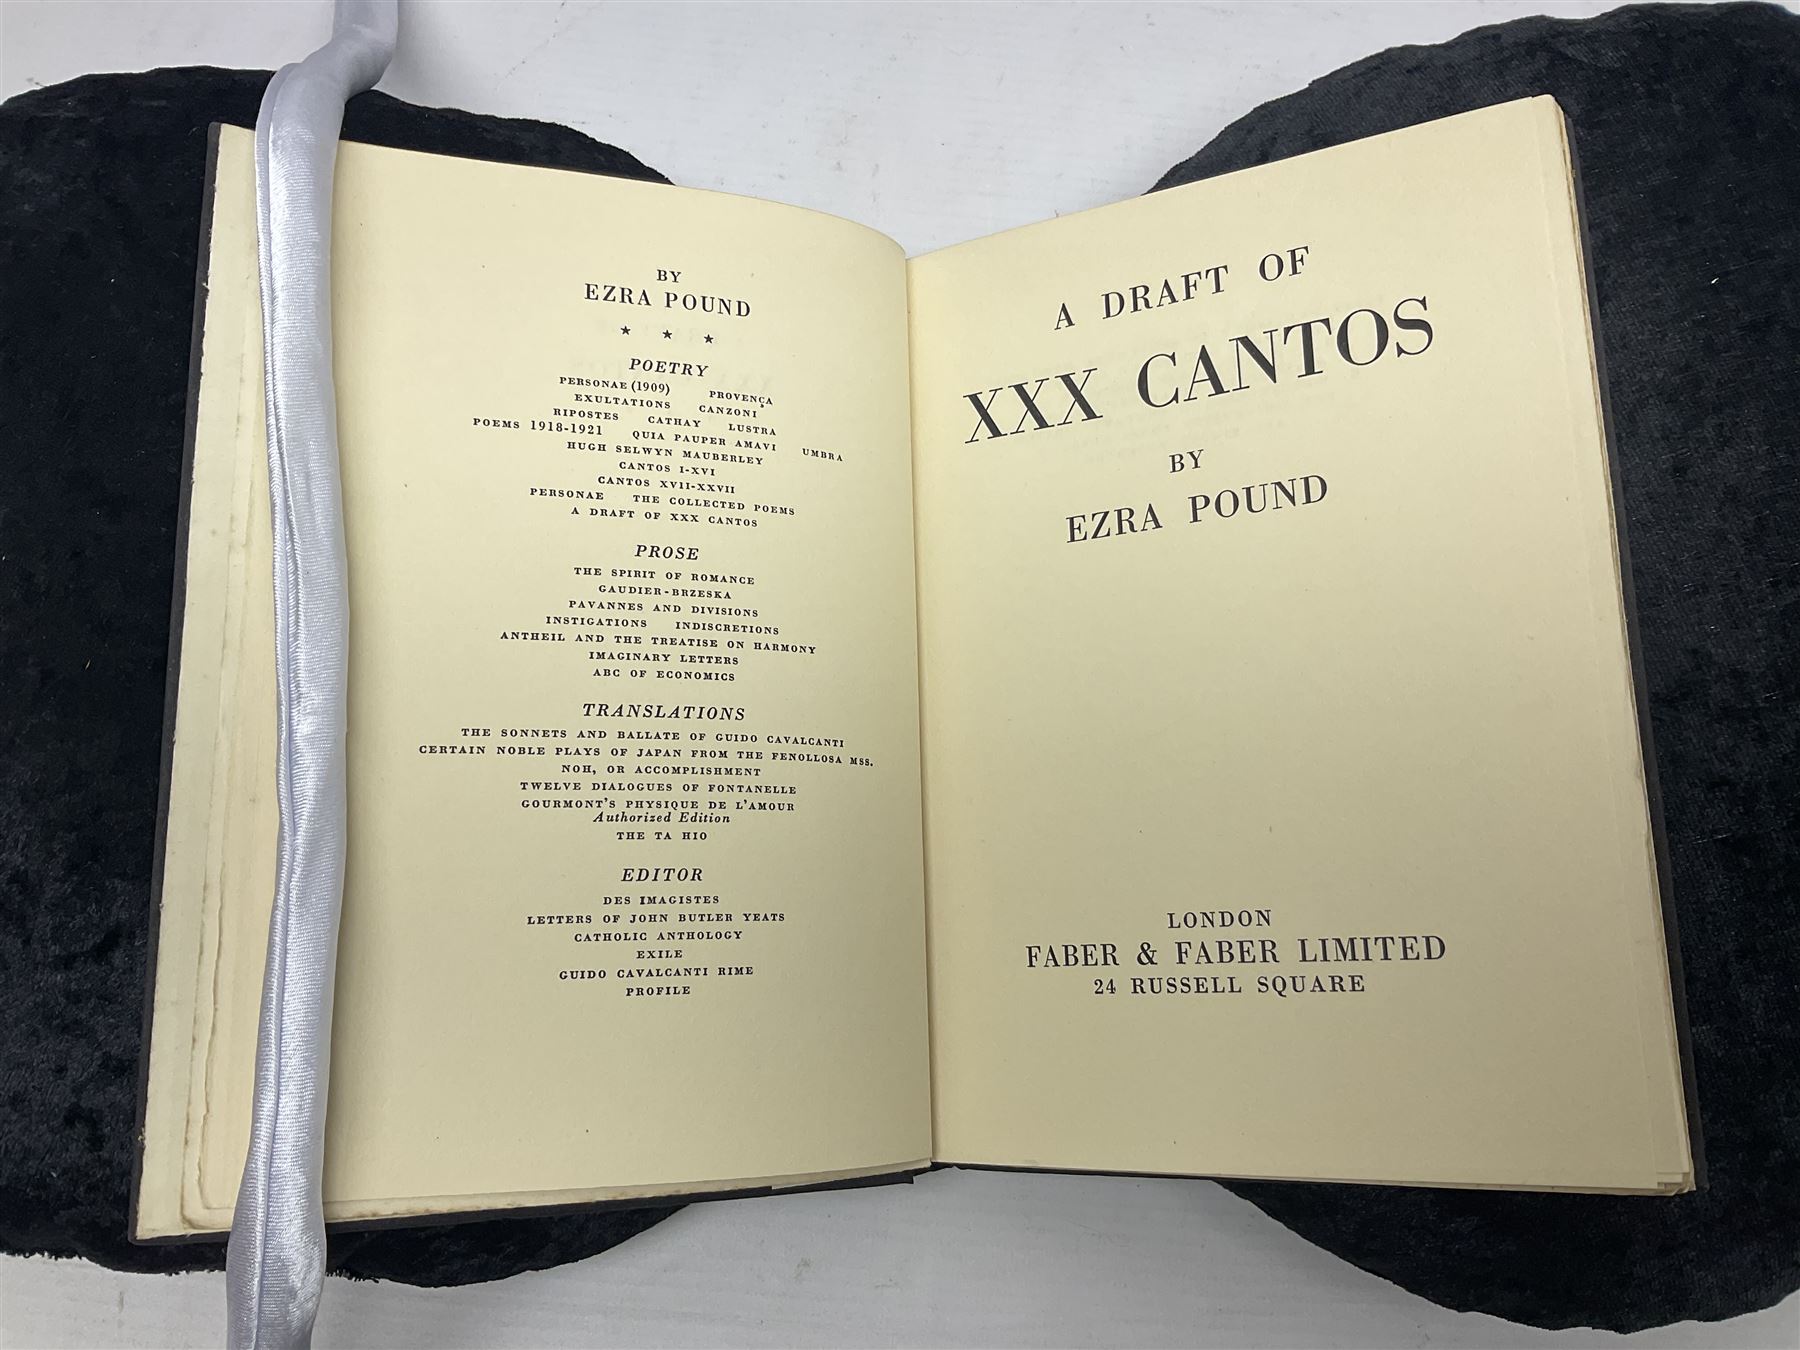 BY
EZRA POUND
★ ★ ★
POETRY
PERSONAE (1909) PROVENÇA
EXULTATIONS CANZONI
RIPOSTES CATHAY LUSTRA
POEMS 1918-1921 QUIA PAUPER AMAVI UMBRA
HUGH SELWYN MAUBERLEY
CANTOS I-XVI
CANTOS XVII-XXVII
PERSONAE THE COLLECTED POEMS
A DRAFT OF XXX CANTOS
PROSE
THE SPIRIT OF ROMANCE
GAUDIER-BRZESKA
PAVANNES AND DIVISIONS
INSTIGATIONS INDISCRETIONS
ANTHEIL AND THE TREATISE ON HARMONY
IMAGINARY LETTERS
ABC OF ECONOMICS
TRANSLATIONS
THE SONNETS AND BALLATE OF GUIDO CAVALCANTI
CERTAIN NOBLE PLAYS OF JAPAN FROM THE FENOLLOSA MSS.
NOH, OR ACCOMPLISHMENT
TWELVE DIALOGUES OF FONTANELLE
GOURMONT'S PHYSIQUE DE L'AMOUR
Authorized Edition
THE TA HIO
EDITOR
DES IMAGISTES
LETTERS OF JOHN BUTLER YEATS
CATHOLIC ANTHOLOGY
EXILE
GUIDO CAVALCANTI RIME
PROFILE
A DRAFT OF
XXX CANTOS
BY
EZRA POUND
LONDON
FABER & FABER LIMITED
24 RUSSELL SQUARE